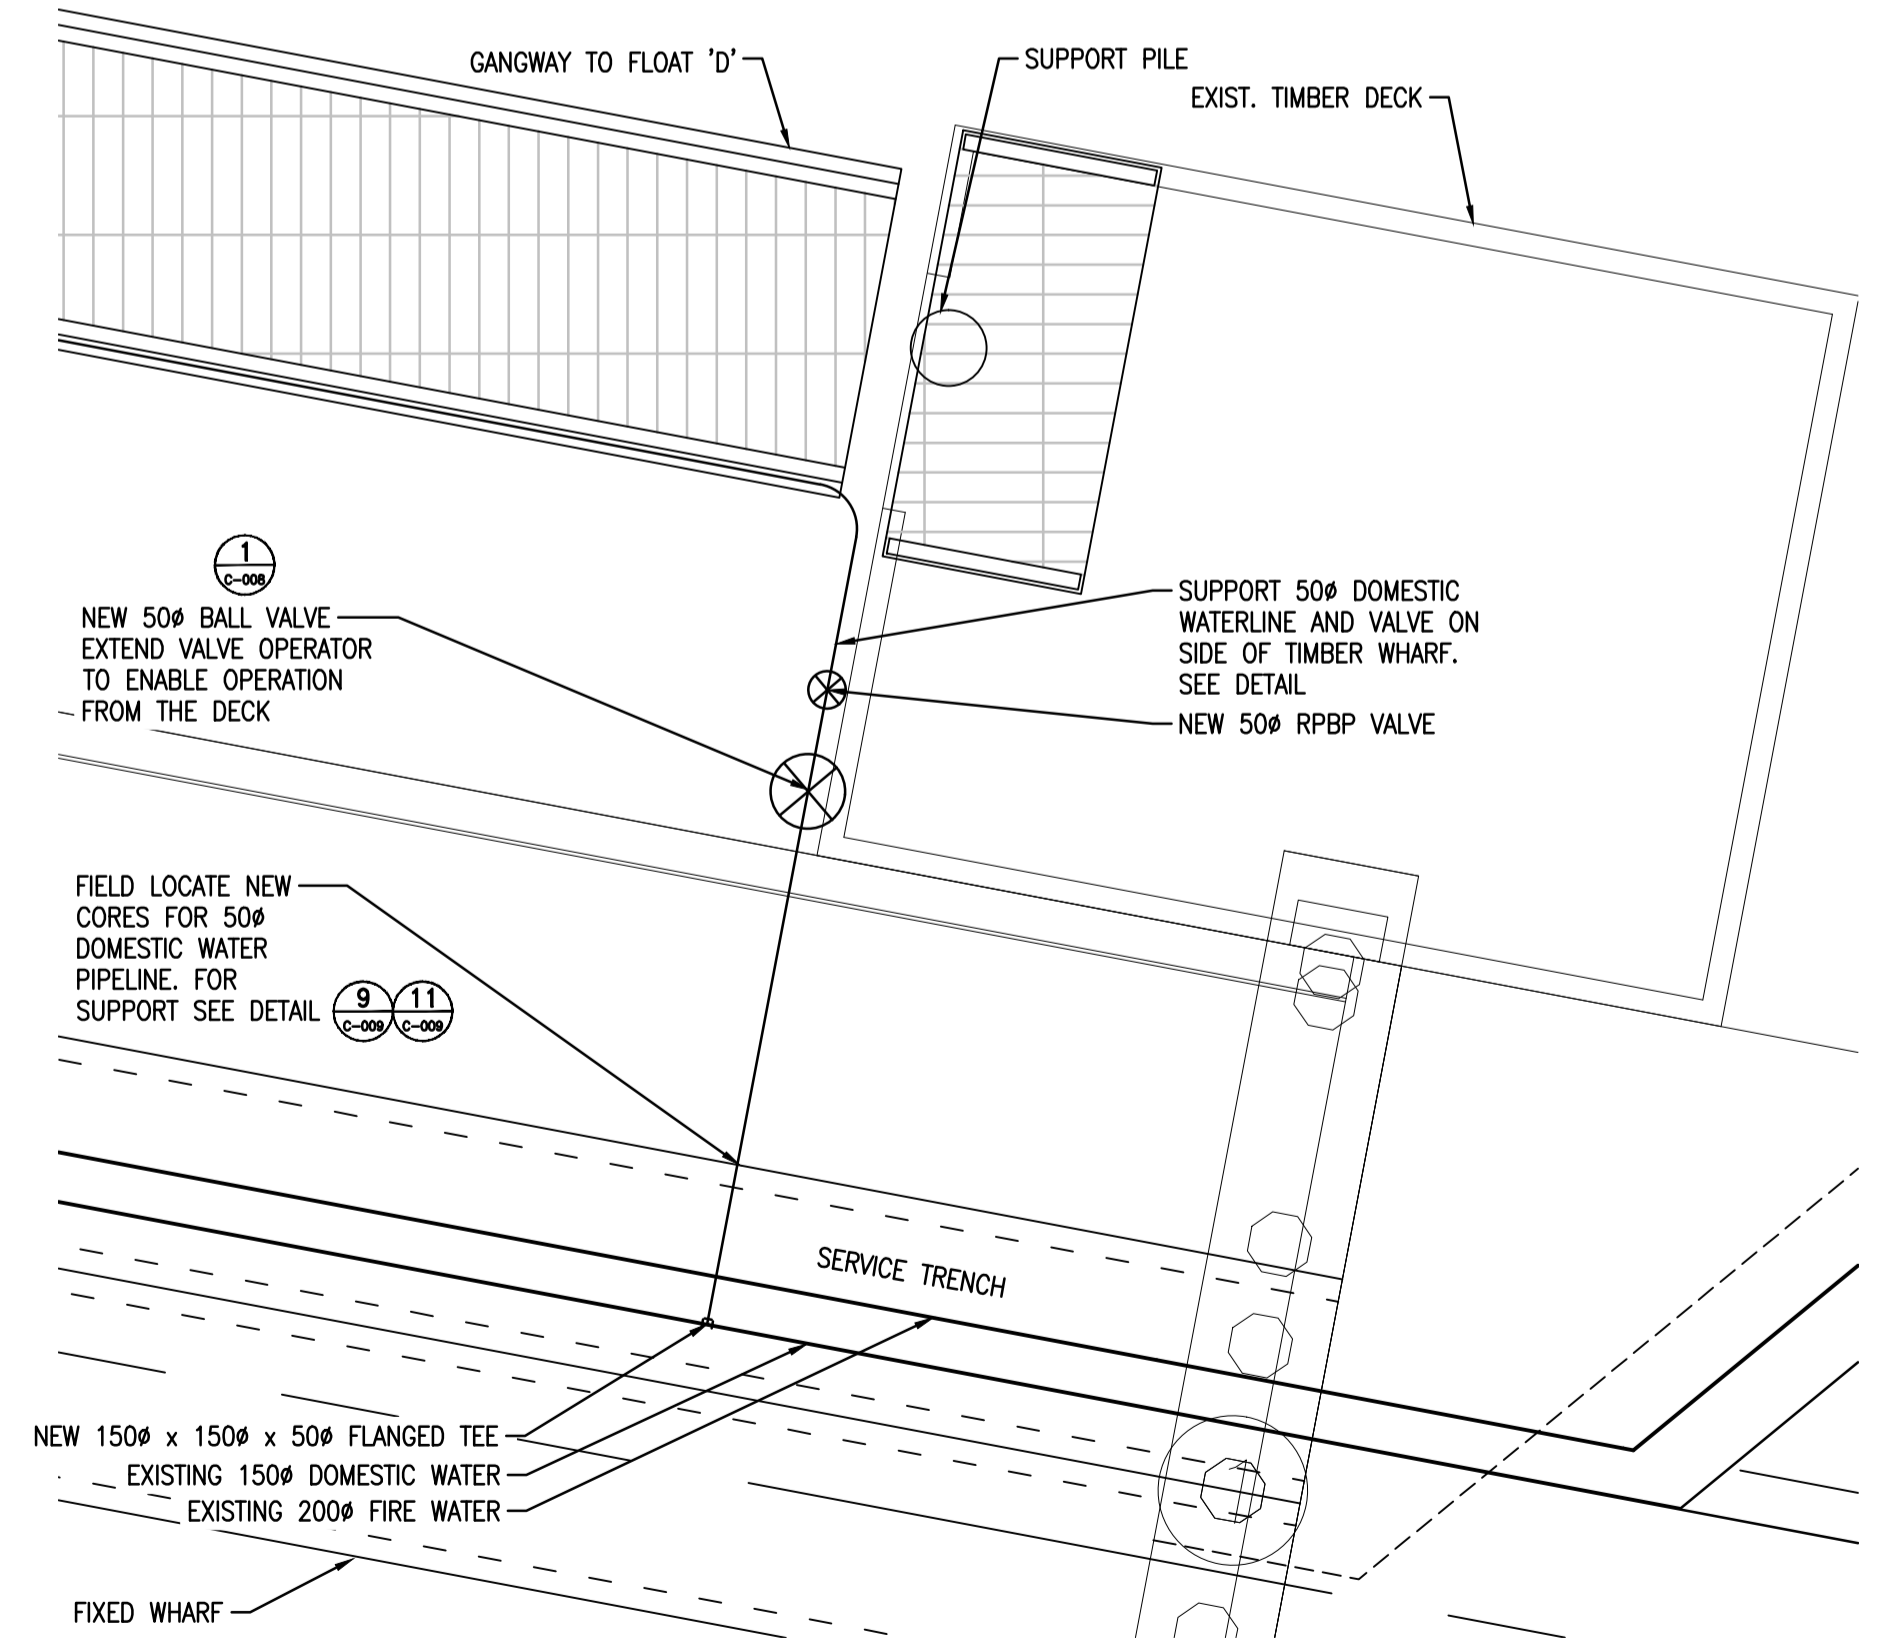 GANGWAY TO FLOAT 'D'
SUPPORT PILE
EXIST. TIMBER DECK
1
C-008
NEW 50ø BALL VALVE
EXTEND VALVE OPERATOR
TO ENABLE OPERATION
FROM THE DECK
SUPPORT 50ø DOMESTIC
WATERLINE AND VALVE ON
SIDE OF TIMBER WHARF.
SEE DETAIL
NEW 50ø RPBP VALVE
FIELD LOCATE NEW
CORES FOR 50ø
DOMESTIC WATER
PIPELINE. FOR
SUPPORT SEE DETAIL
9
C-009
11
C-009
SERVICE TRENCH
NEW 150ø x 150ø x 50ø FLANGED TEE
EXISTING 150ø DOMESTIC WATER
EXISTING 200ø FIRE WATER
FIXED WHARF